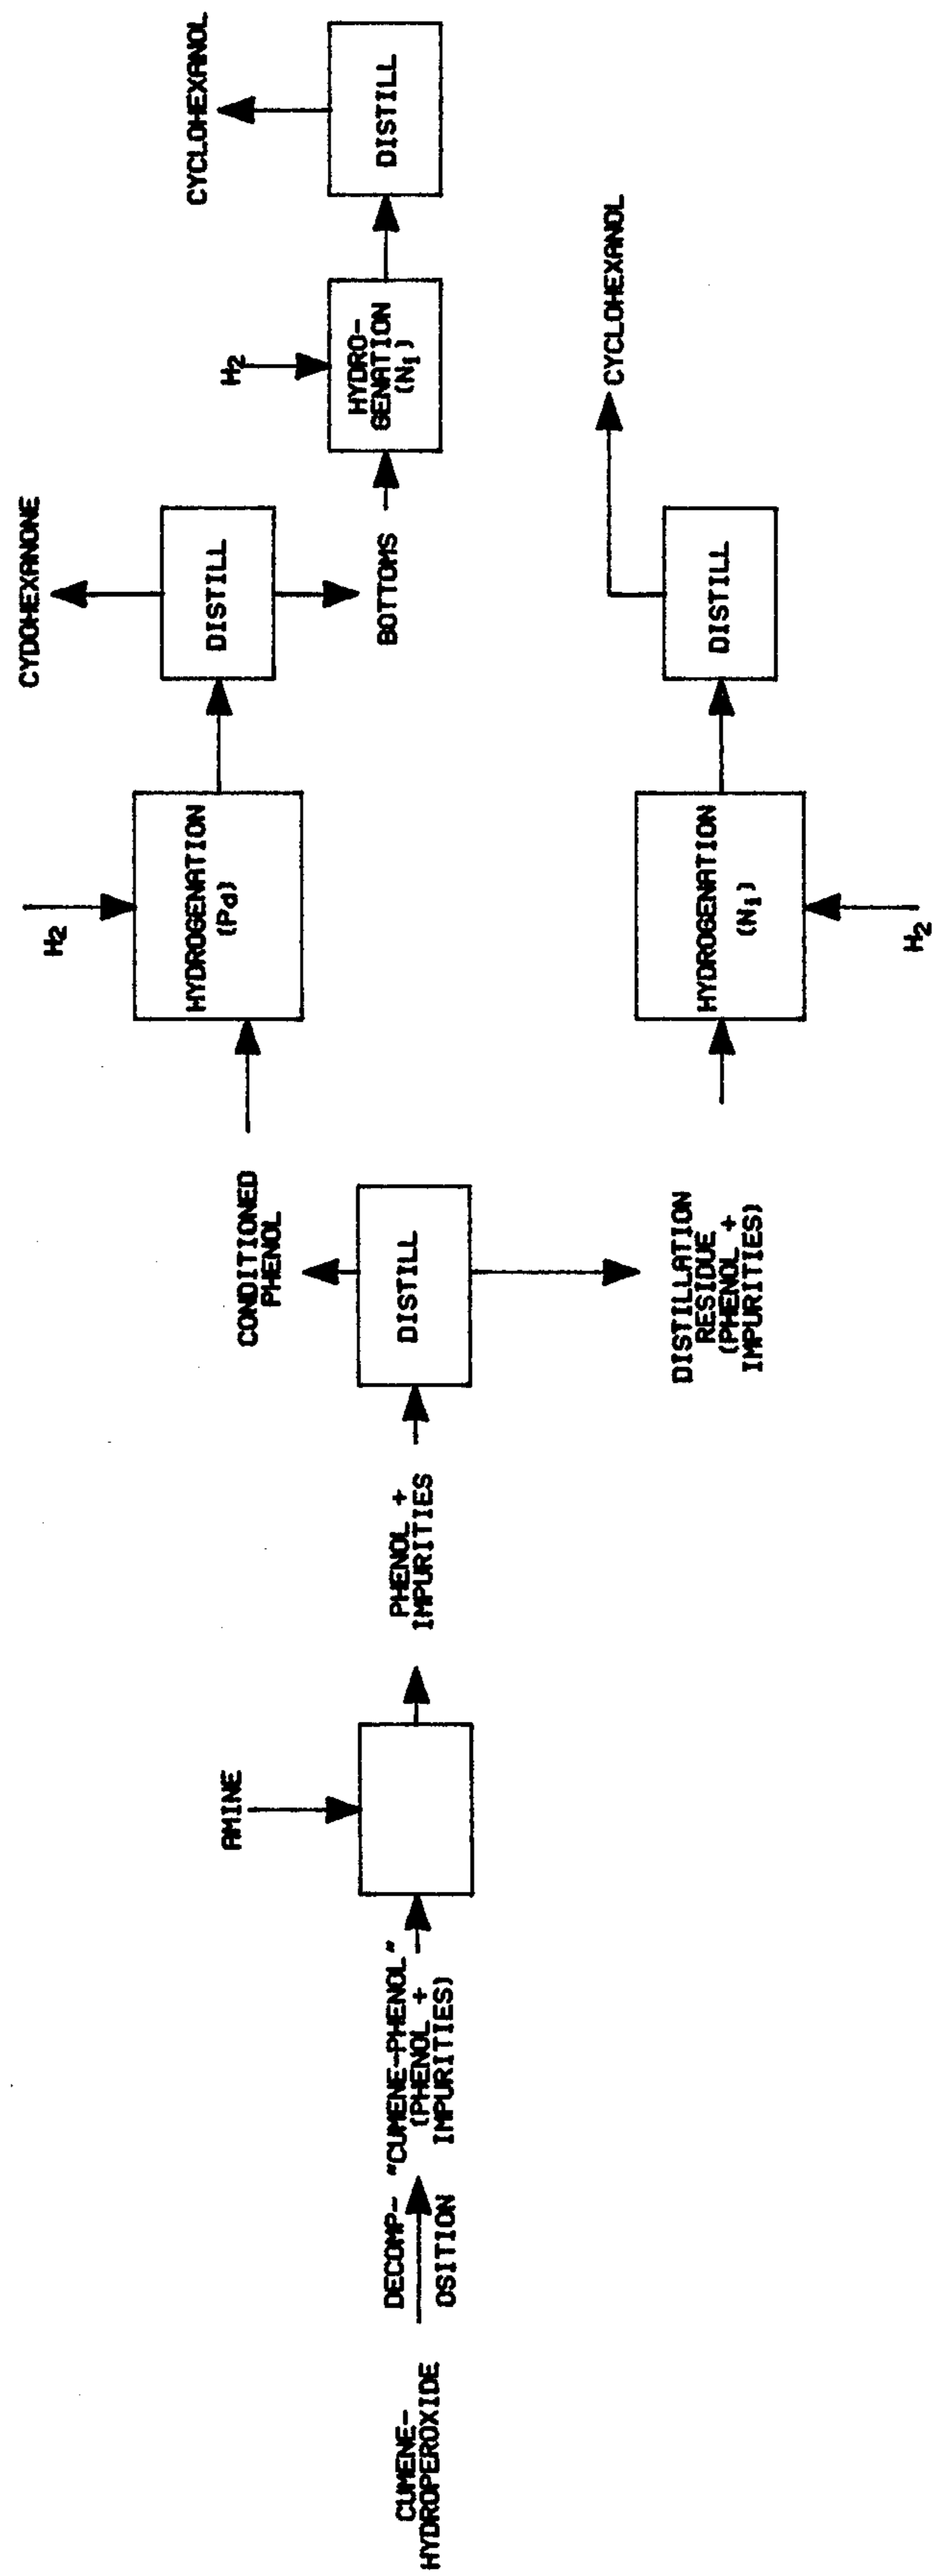 CUMENE-
HYDROPEROXIDE
DECOMP-
OSITION
"CUMENE-PHENOL"
(PHENOL +
IMPURITIES)
AMINE
PHENOL +
IMPURITIES
DISTILL
CONDITIONED
PHENOL
DISTILLATION
RESIDUE
(PHENOL +
IMPURITIES)
H2
HYDROGENATION
(Pd)
DISTILL
CYDOHEXANONE
BOTTOMS
H2
HYDRO-
GENATION
(Ni)
DISTILL
CYCLOHEXANOL
HYDROGENATION
(Ni)
H2
DISTILL
CYCLOHEXANOL